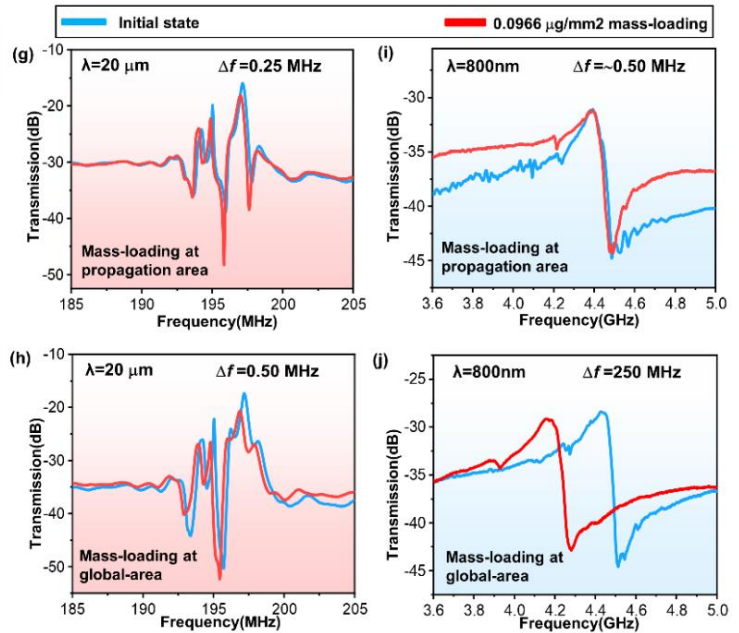 Initial state
0.0966 μg/mm2 mass-loading
(g)
λ=20 μm
Δf=0.25 MHz
-10
-20
-30
-40
-50
Transmission(dB)
Mass-loading at
propagation area
185
190
195
200
205
Frequency(MHz)
(i)
λ=800nm
Δf=~0.50 MHz
-30
-35
-40
-45
Transmission(dB)
Mass-loading at
propagation area
3.6
3.8
4.0
4.2
4.4
4.6
4.8
5.0
Frequency(GHz)
(h)
λ=20 μm
Δf=0.50 MHz
-10
-20
-30
-40
-50
Transmission(dB)
Mass-loading at
global-area
185
190
195
200
205
Frequency(MHz)
(j)
λ=800nm
Δf=250 MHz
-25
-30
-35
-40
-45
Transmission(dB)
Mass-loading at
global-area
3.6
3.8
4.0
4.2
4.4
4.6
4.8
5.0
Frequency(GHz)